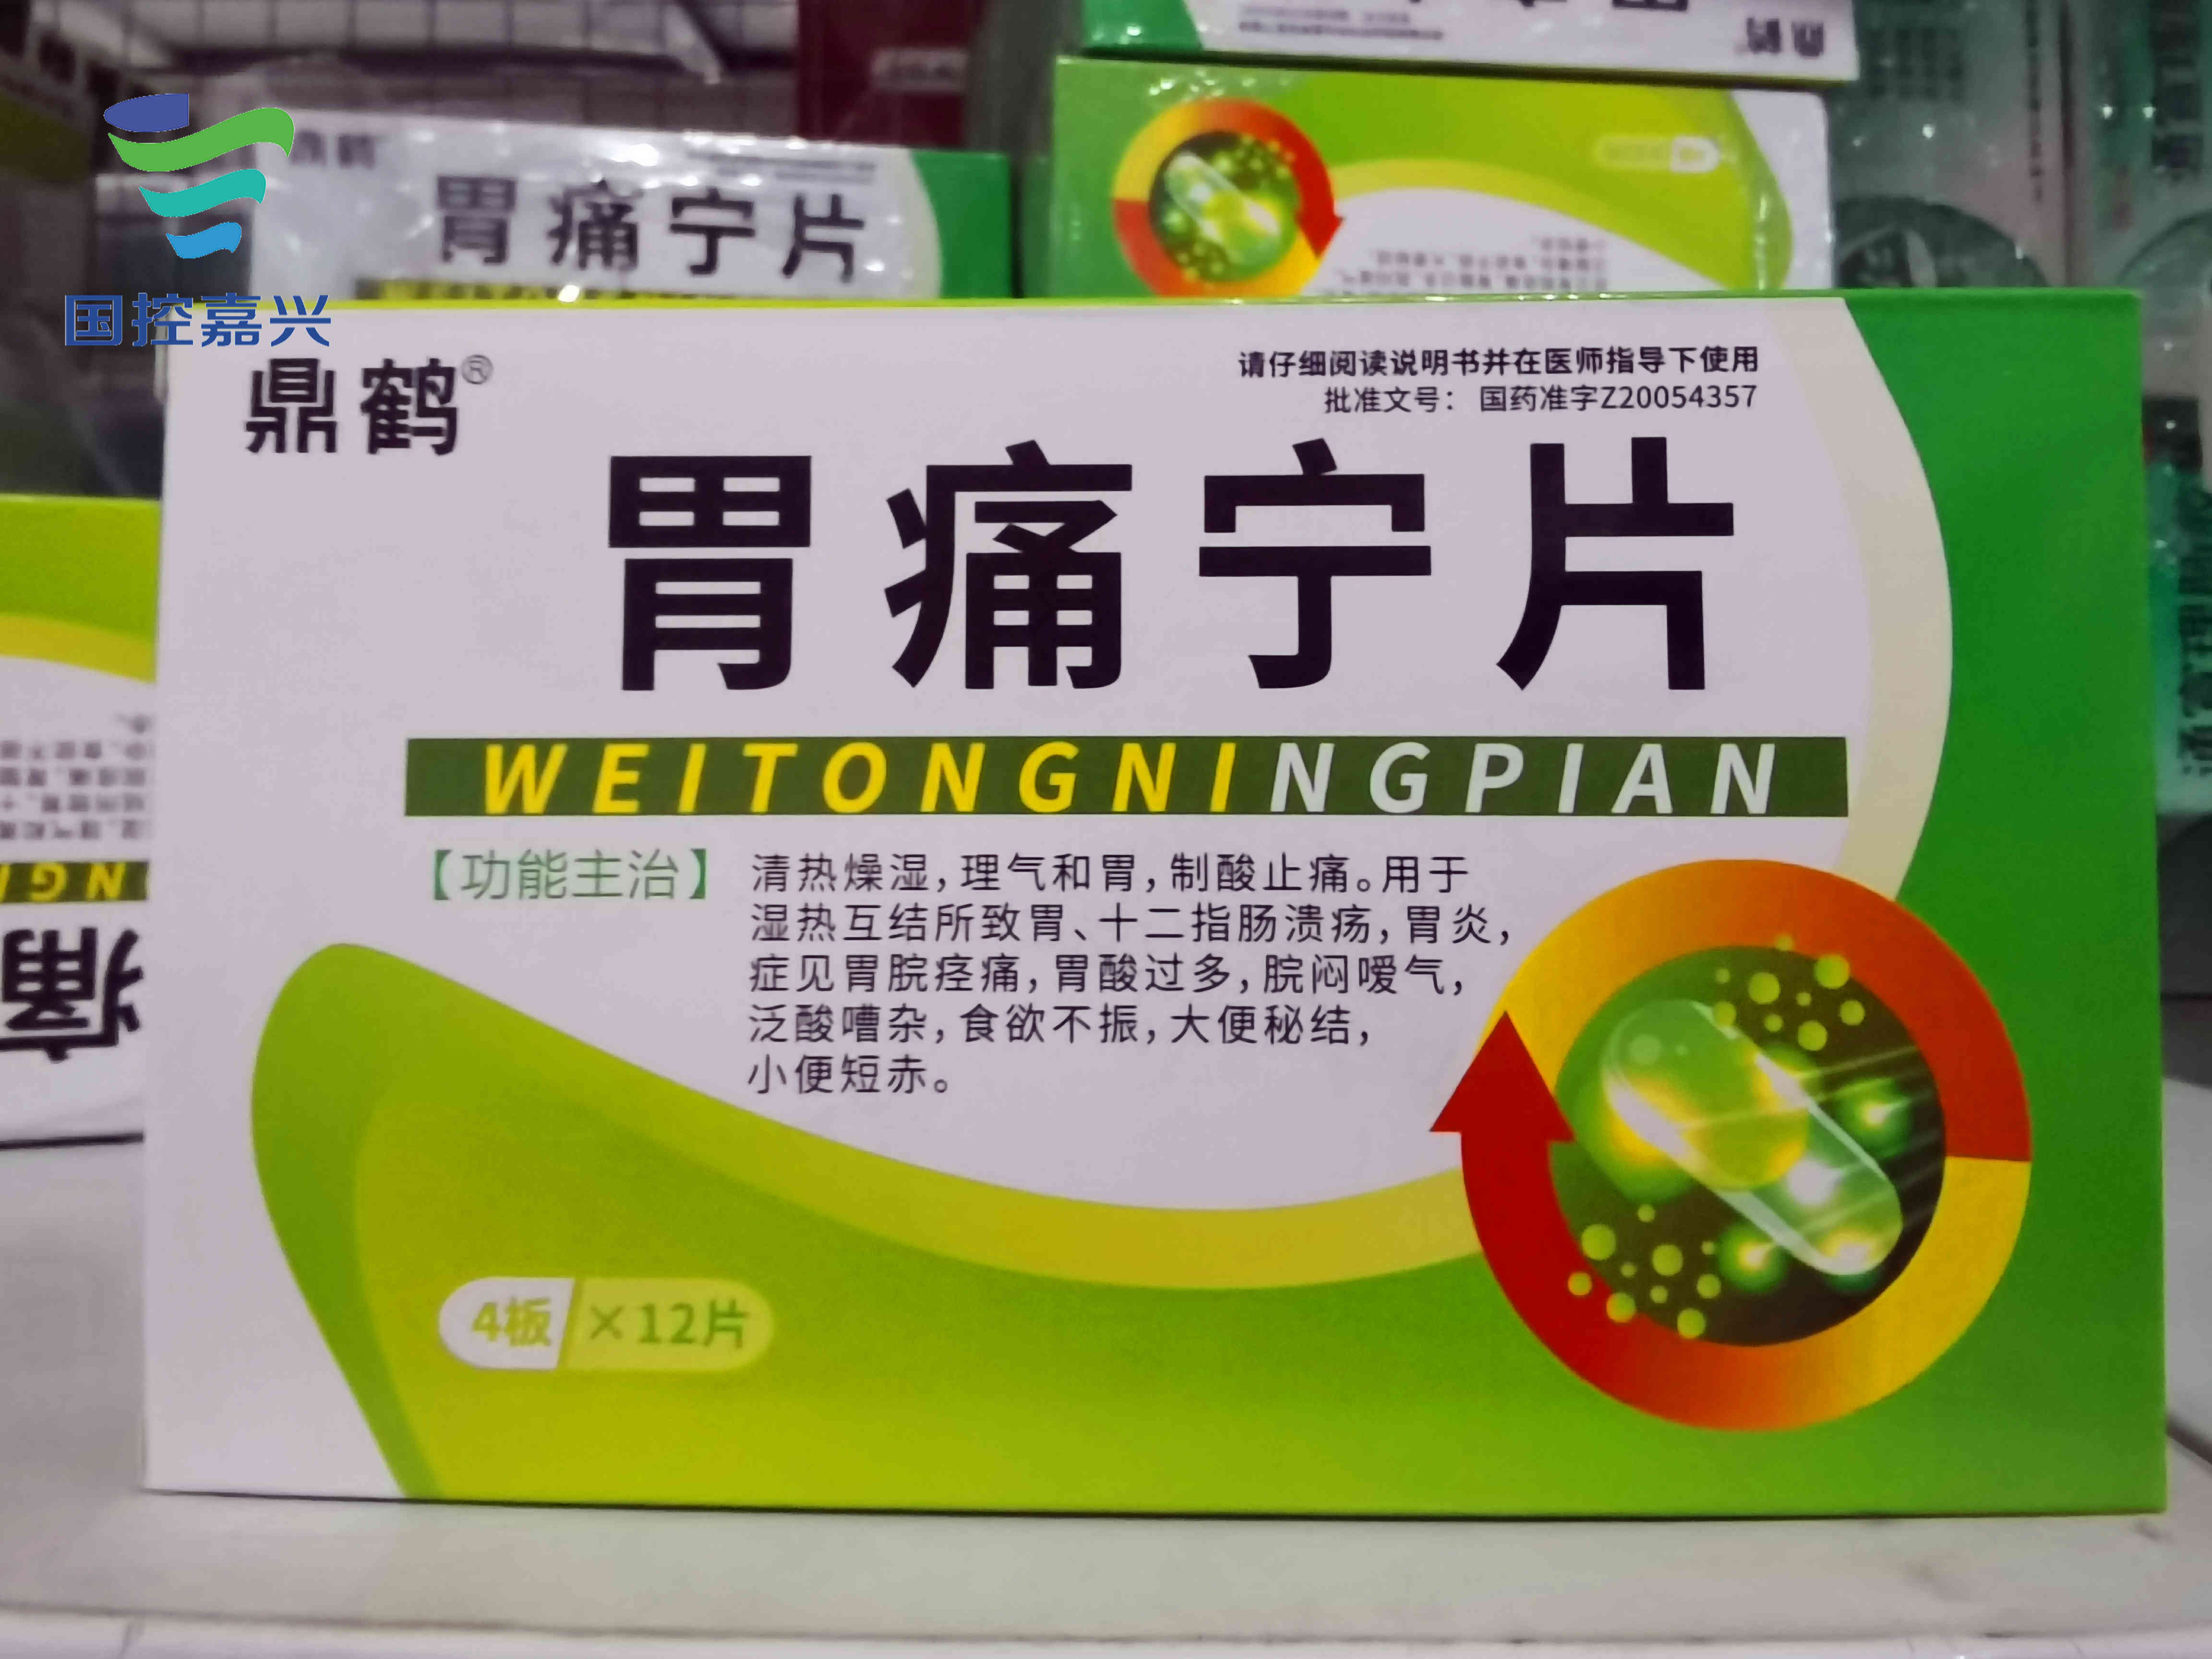 国控嘉兴
鼎鹤
胃痛宁片
鼎鹤®
请仔细阅读说明书并在医师指导下使用
批准文号： 国药准字Z20054357
胃痛宁片
WEITONGNINGPIAN
【功能主治】 清热燥湿，理气和胃，制酸止痛。用于
湿热互结所致胃、十二指肠溃疡，胃炎，
症见胃脘疼痛，胃酸过多，脘闷嗳气，
泛酸嘈杂，食欲不振，大便秘结，
小便短赤。
4板×12片
鼎鹤
痛